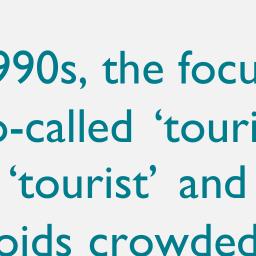 990s, the focu
o-called ‘touri
‘tourist’ and
oids crowded